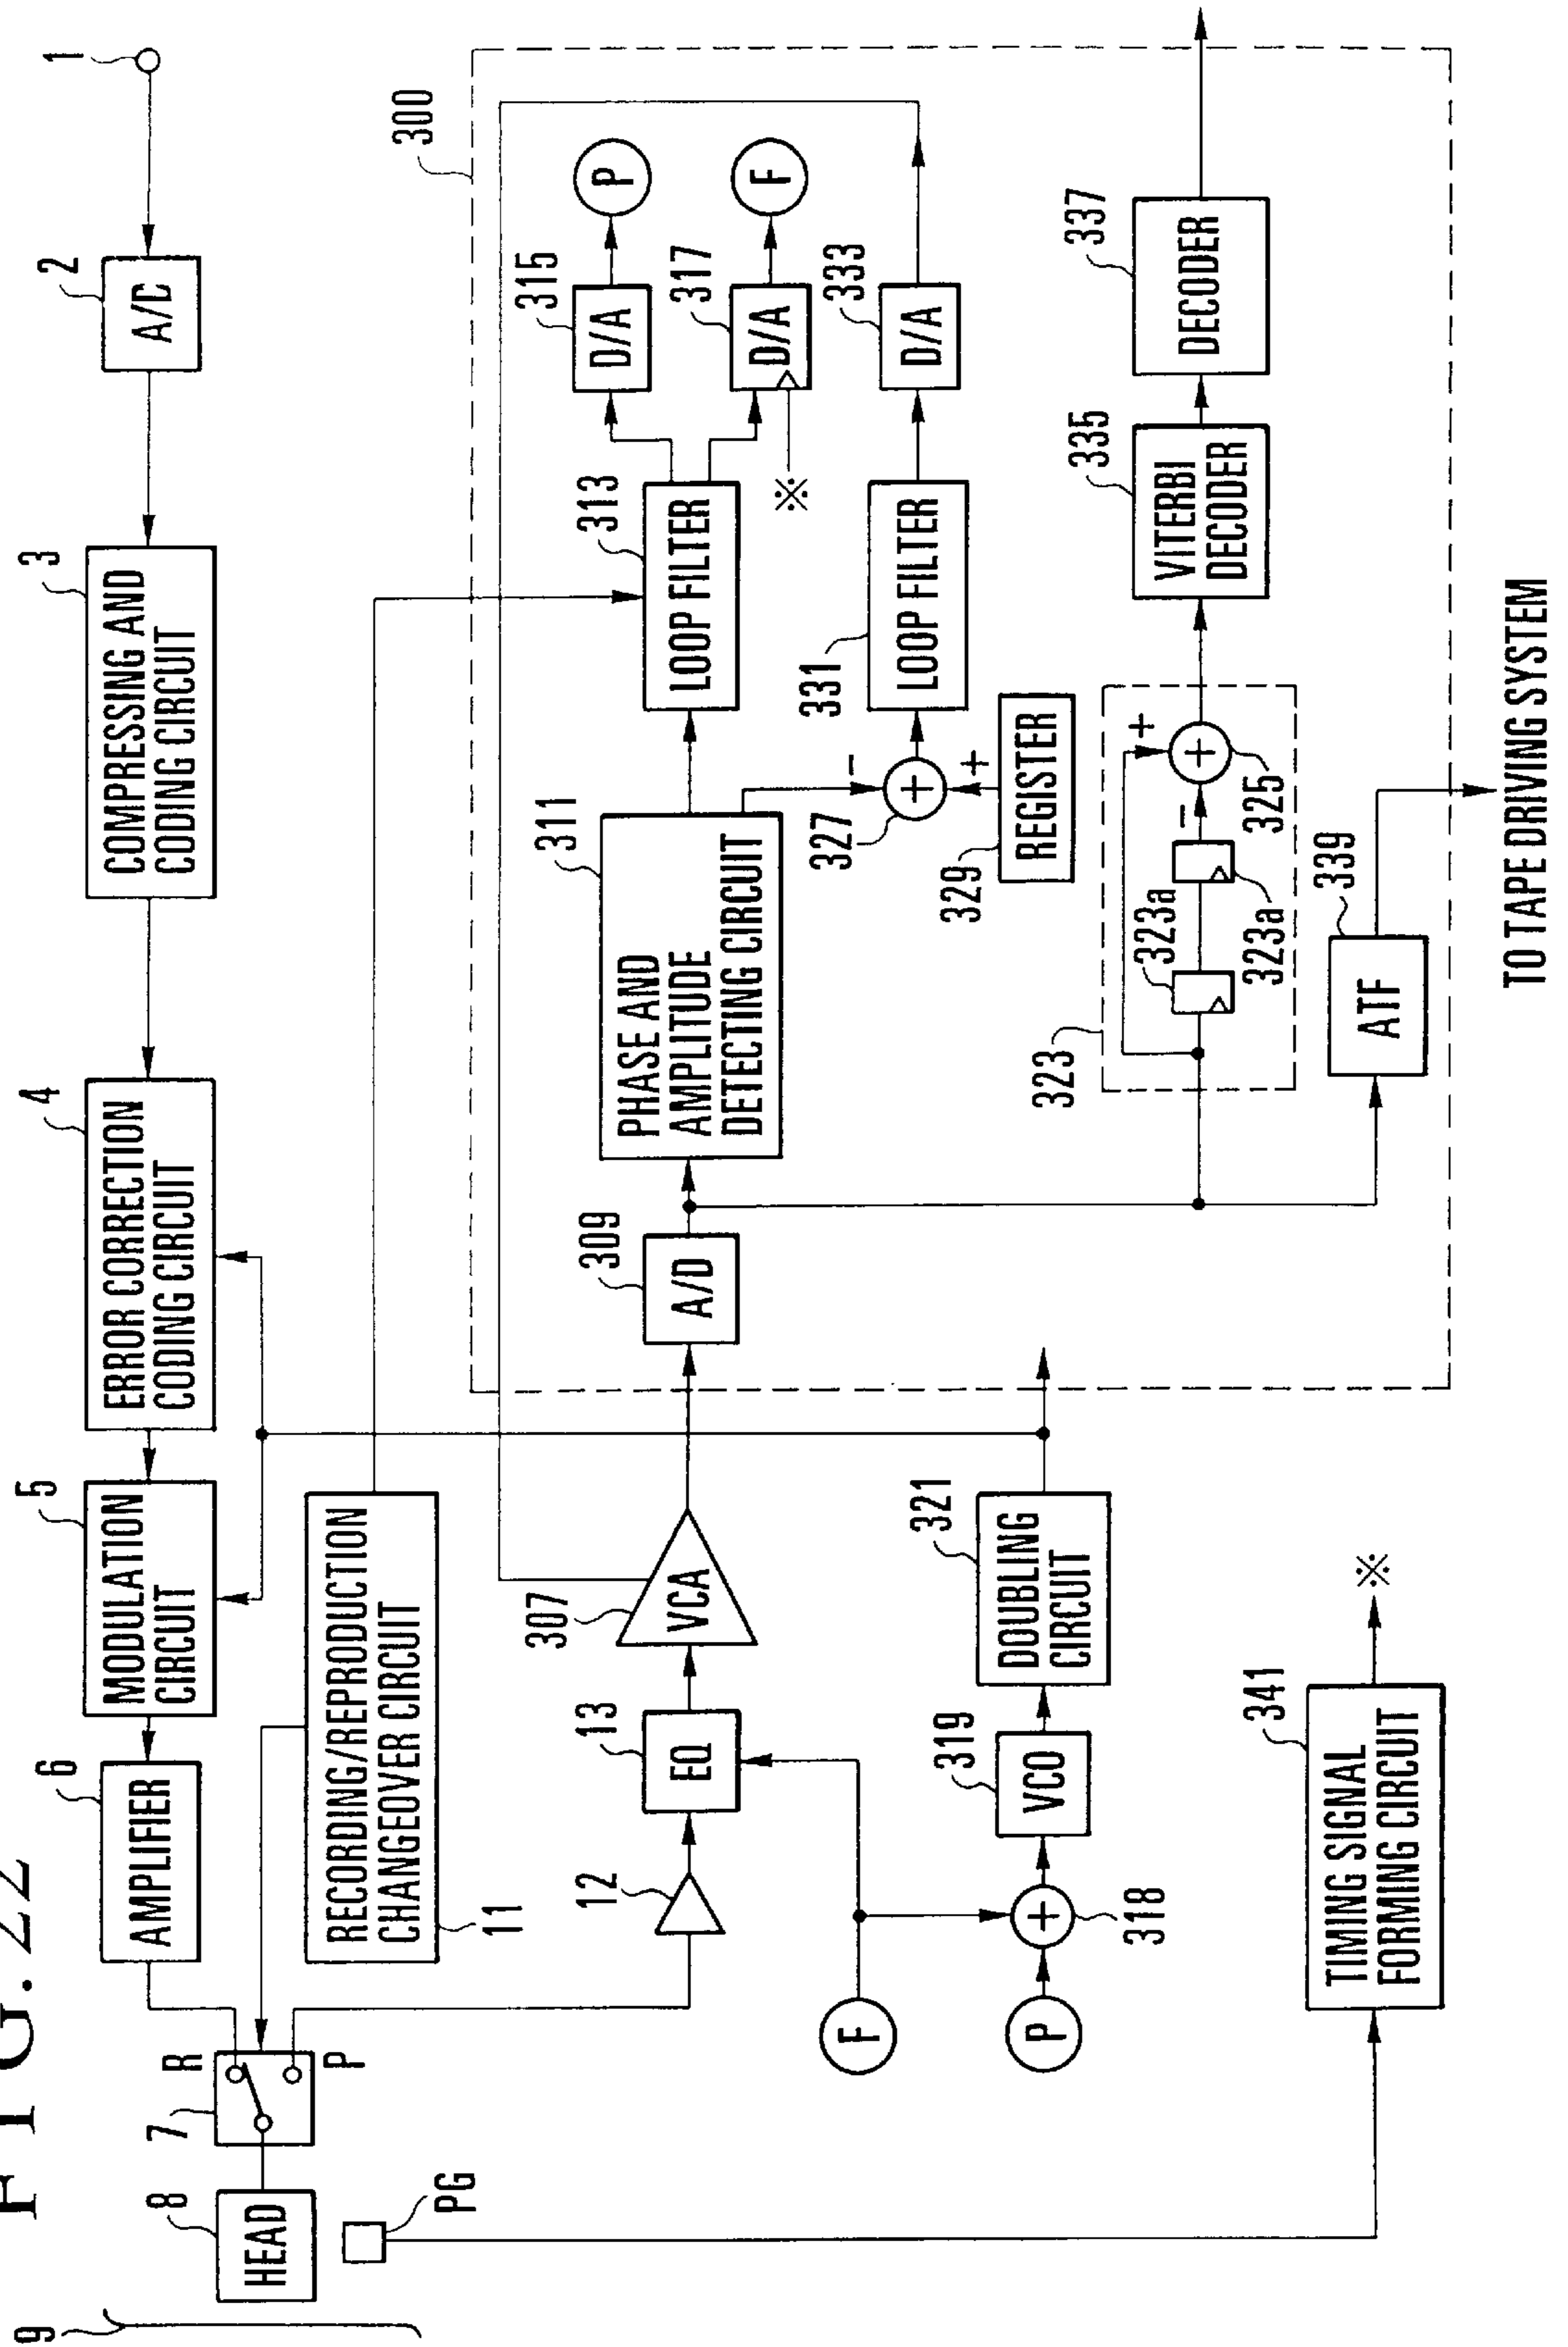 FIG. 22
1
2
A/C
3
COMPRESSING AND
CODING CIRCUIT
4
ERROR CORRECTION
CODING CIRCUIT
5
MODULATION
CIRCUIT
6
AMPLIFIER
7
R
P
8
HEAD
9
PG
RECORDING/REPRODUCTION
CHANGEOVER CIRCUIT
11
12
13
EQ
307
VCA
300
309
A/D
311
PHASE AND
AMPLITUDE
DETECTING CIRCUIT
313
LOOP FILTER
315
D/A
P
317
D/A
F
※
327
−
+
+
329
REGISTER
331
LOOP FILTER
333
D/A
F
P
318
+
319
VCO
321
DOUBLING
CIRCUIT
323
323a
323a
−
+
+
325
335
VITERBI
DECODER
337
DECODER
339
ATF
TO TAPE DRIVING SYSTEM
341
TIMING SIGNAL
FORMING CIRCUIT
※